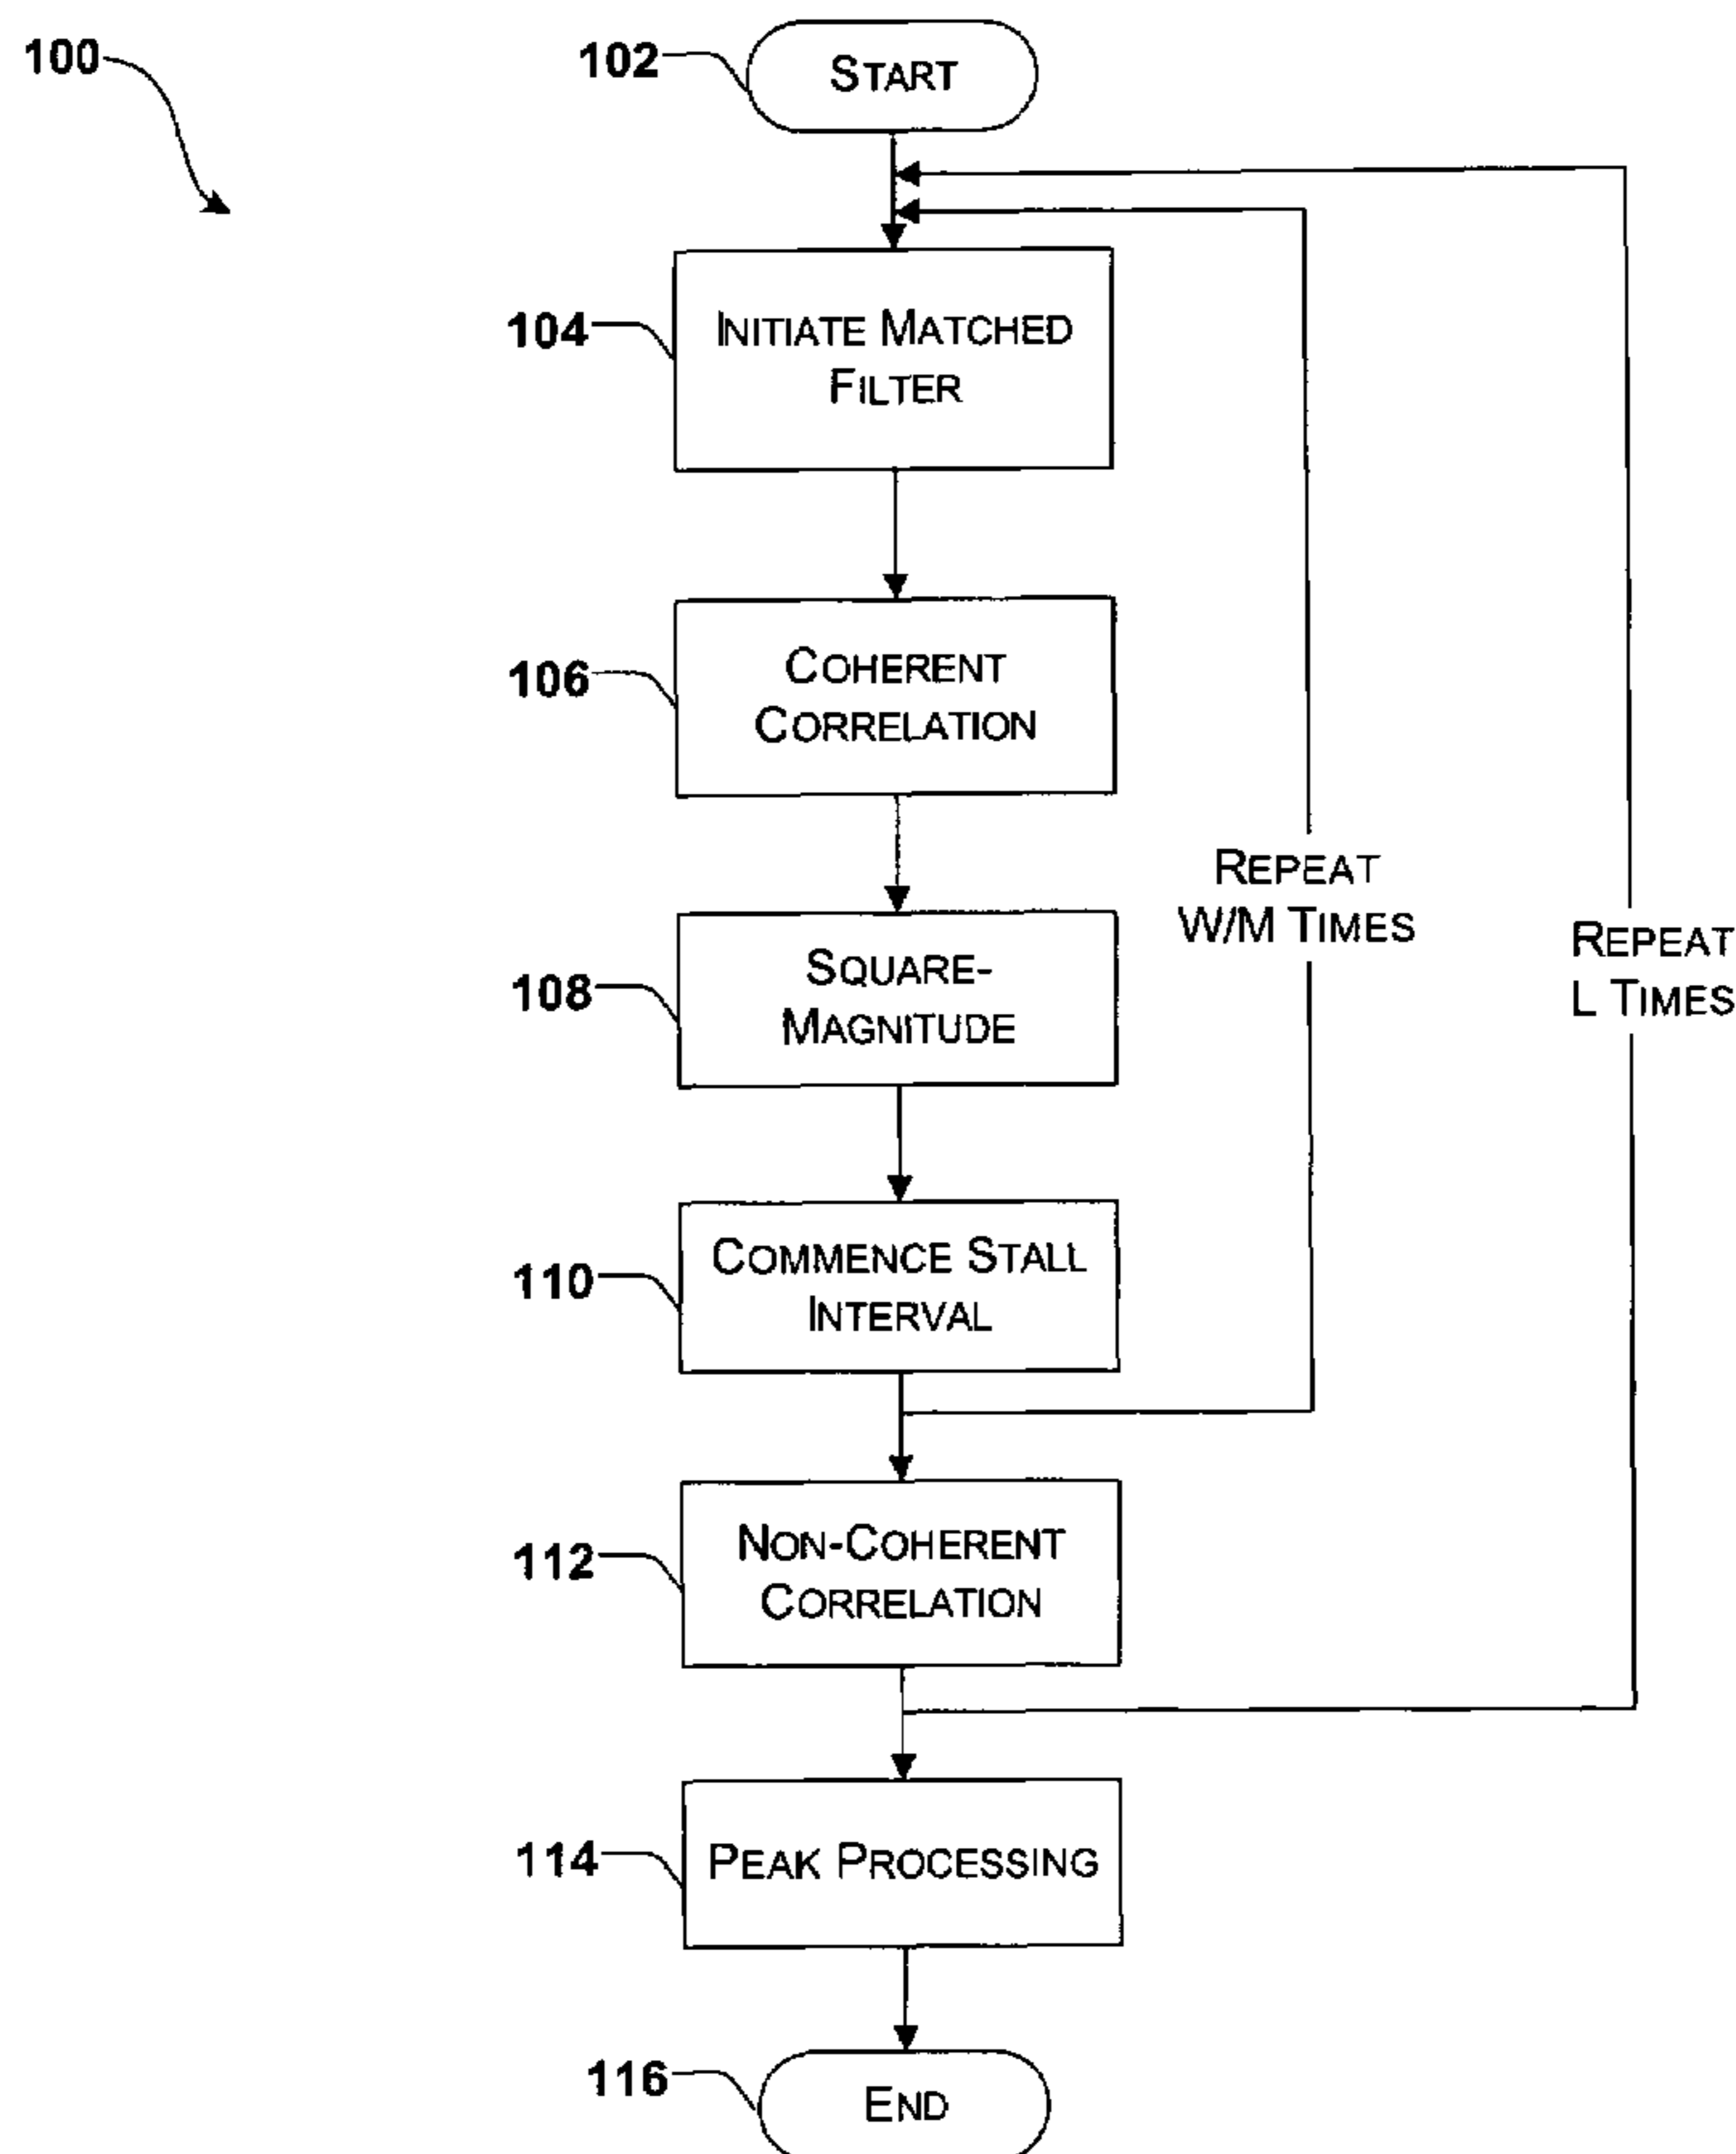 100
102
START
104
INITIATE MATCHED
FILTER
106
COHERENT
CORRELATION
108
SQUARE-
MAGNITUDE
REPEAT
W/M TIMES
REPEAT
L TIMES
110
COMMENCE STALL
INTERVAL
112
NON-COHERENT
CORRELATION
114
PEAK PROCESSING
116
END